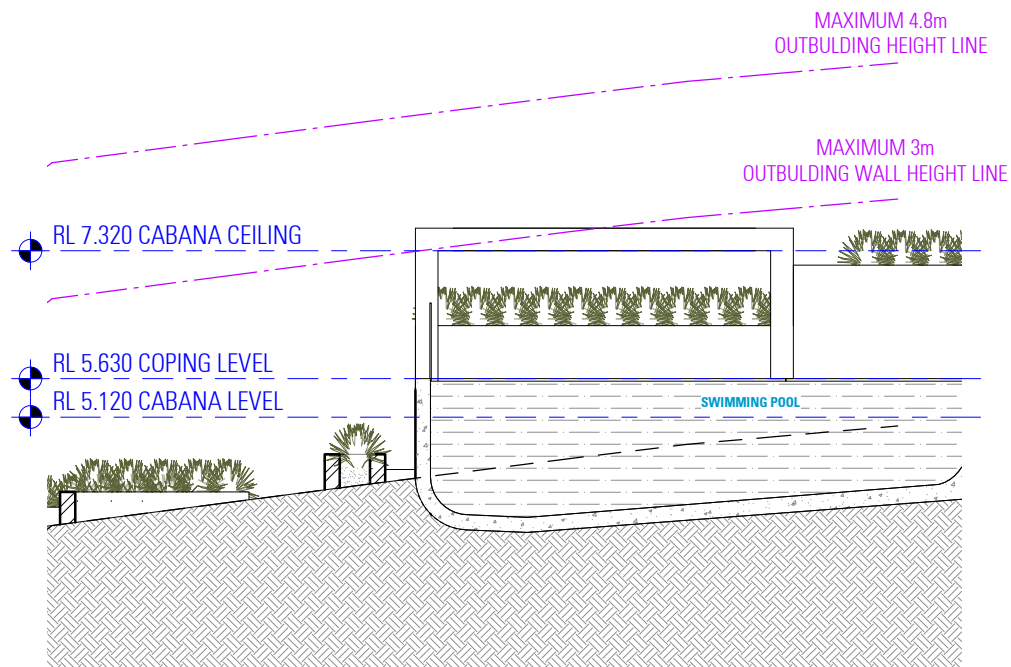 MAXIMUM 4.8m
OUTBULDING HEIGHT LINE
MAXIMUM 3m
OUTBULDING WALL HEIGHT LINE
RL 7.320 CABANA CEILING
RL 5.630 COPING LEVEL
RL 5.120 CABANA LEVEL
SWIMMING POOL